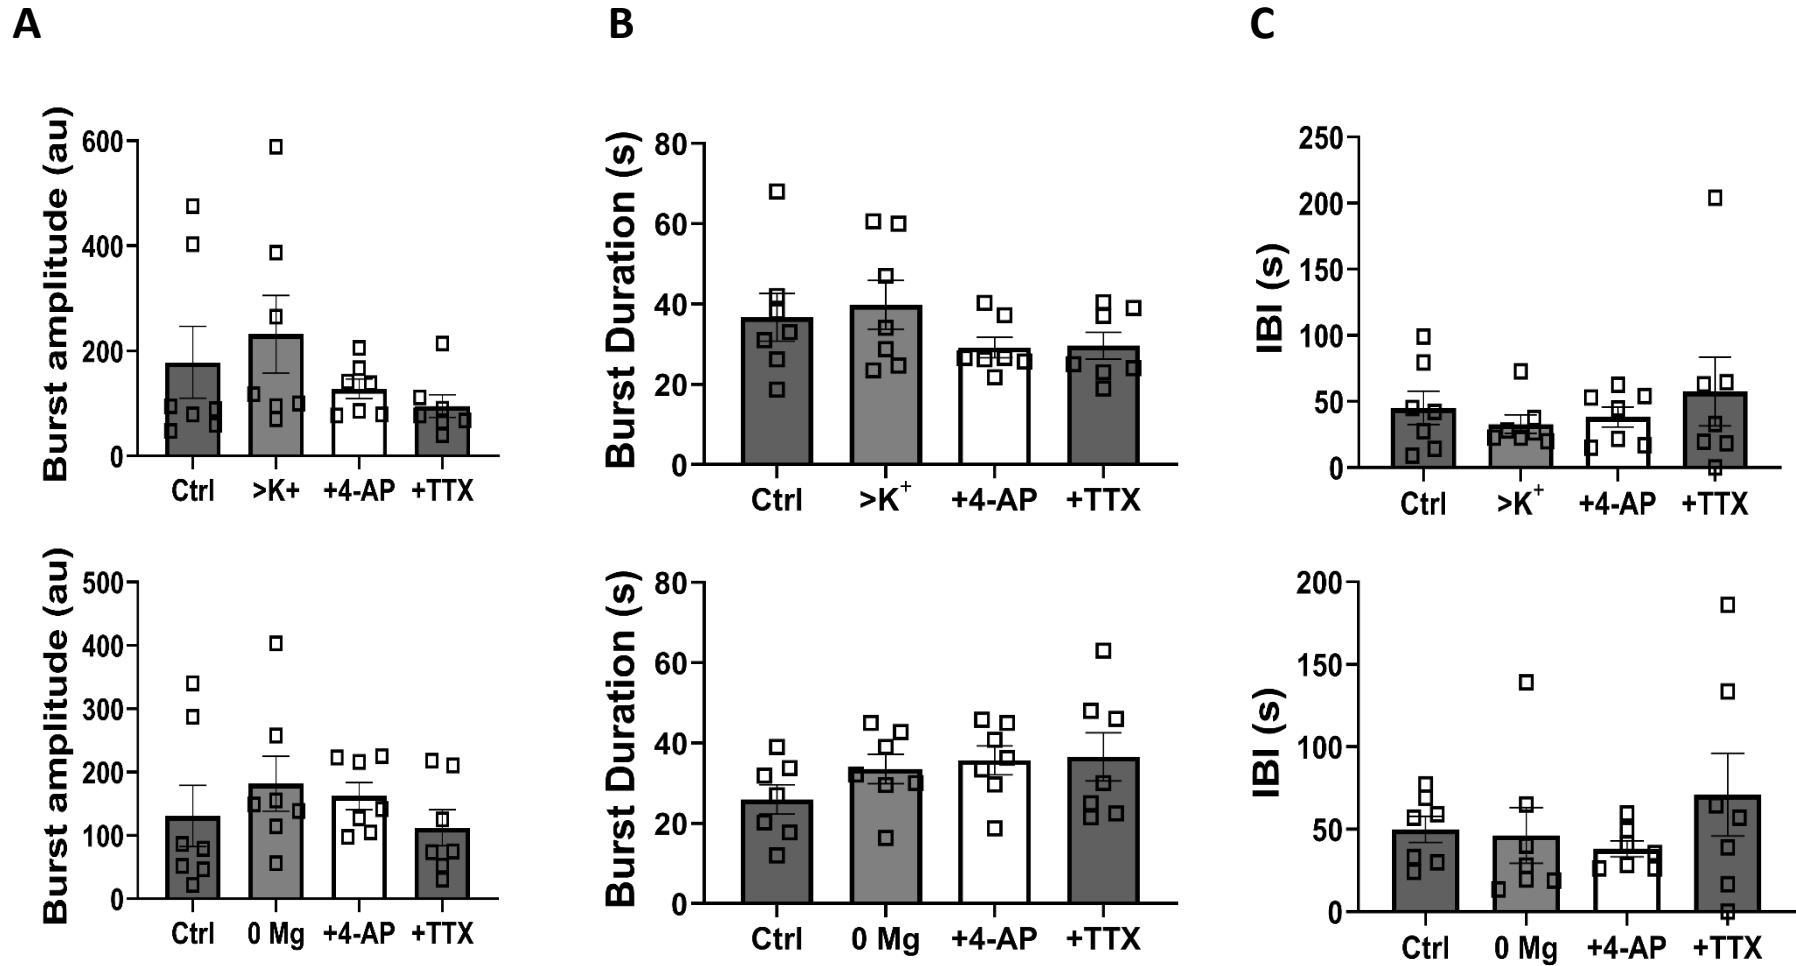 A
B
C
Burst amplitude (au)
600
400
200
0
Ctrl >K+ +4-AP +TTX
Burst Duration (s)
80
60
40
20
0
Ctrl >K⁺ +4-AP +TTX
IBI (s)
250
200
150
100
50
0
Ctrl >K⁺ +4-AP +TTX
Burst amplitude (au)
500
400
300
200
100
0
Ctrl 0 Mg +4-AP +TTX
Burst Duration (s)
80
60
40
20
0
Ctrl 0 Mg +4-AP +TTX
IBI (s)
200
150
100
50
0
Ctrl 0 Mg +4-AP +TTX